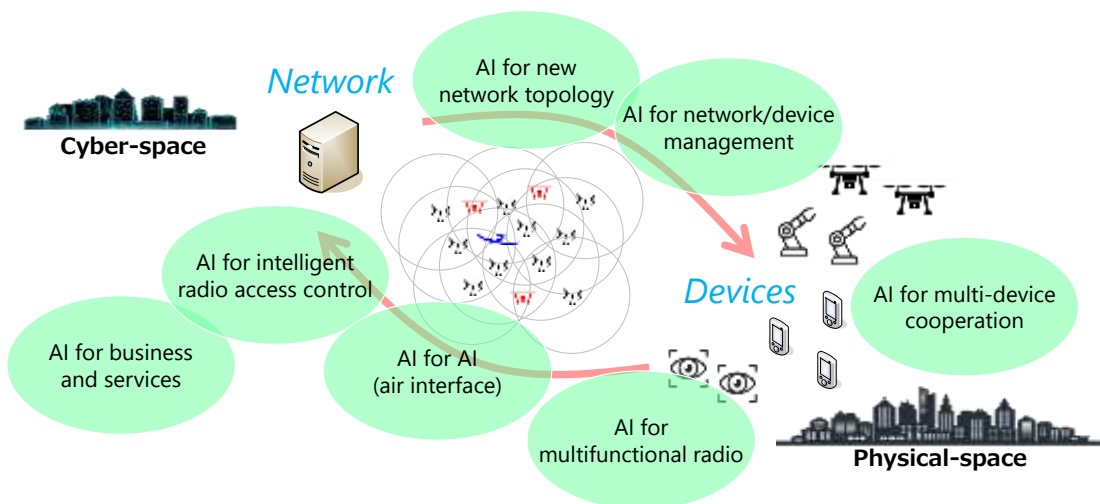 Network
Cyber-space
AI for new
network topology
AI for network/device
management
AI for intelligent
radio access control
Devices
AI for multi-device
cooperation
AI for business
and services
AI for AI
(air interface)
AI for
multifunctional radio
Physical-space